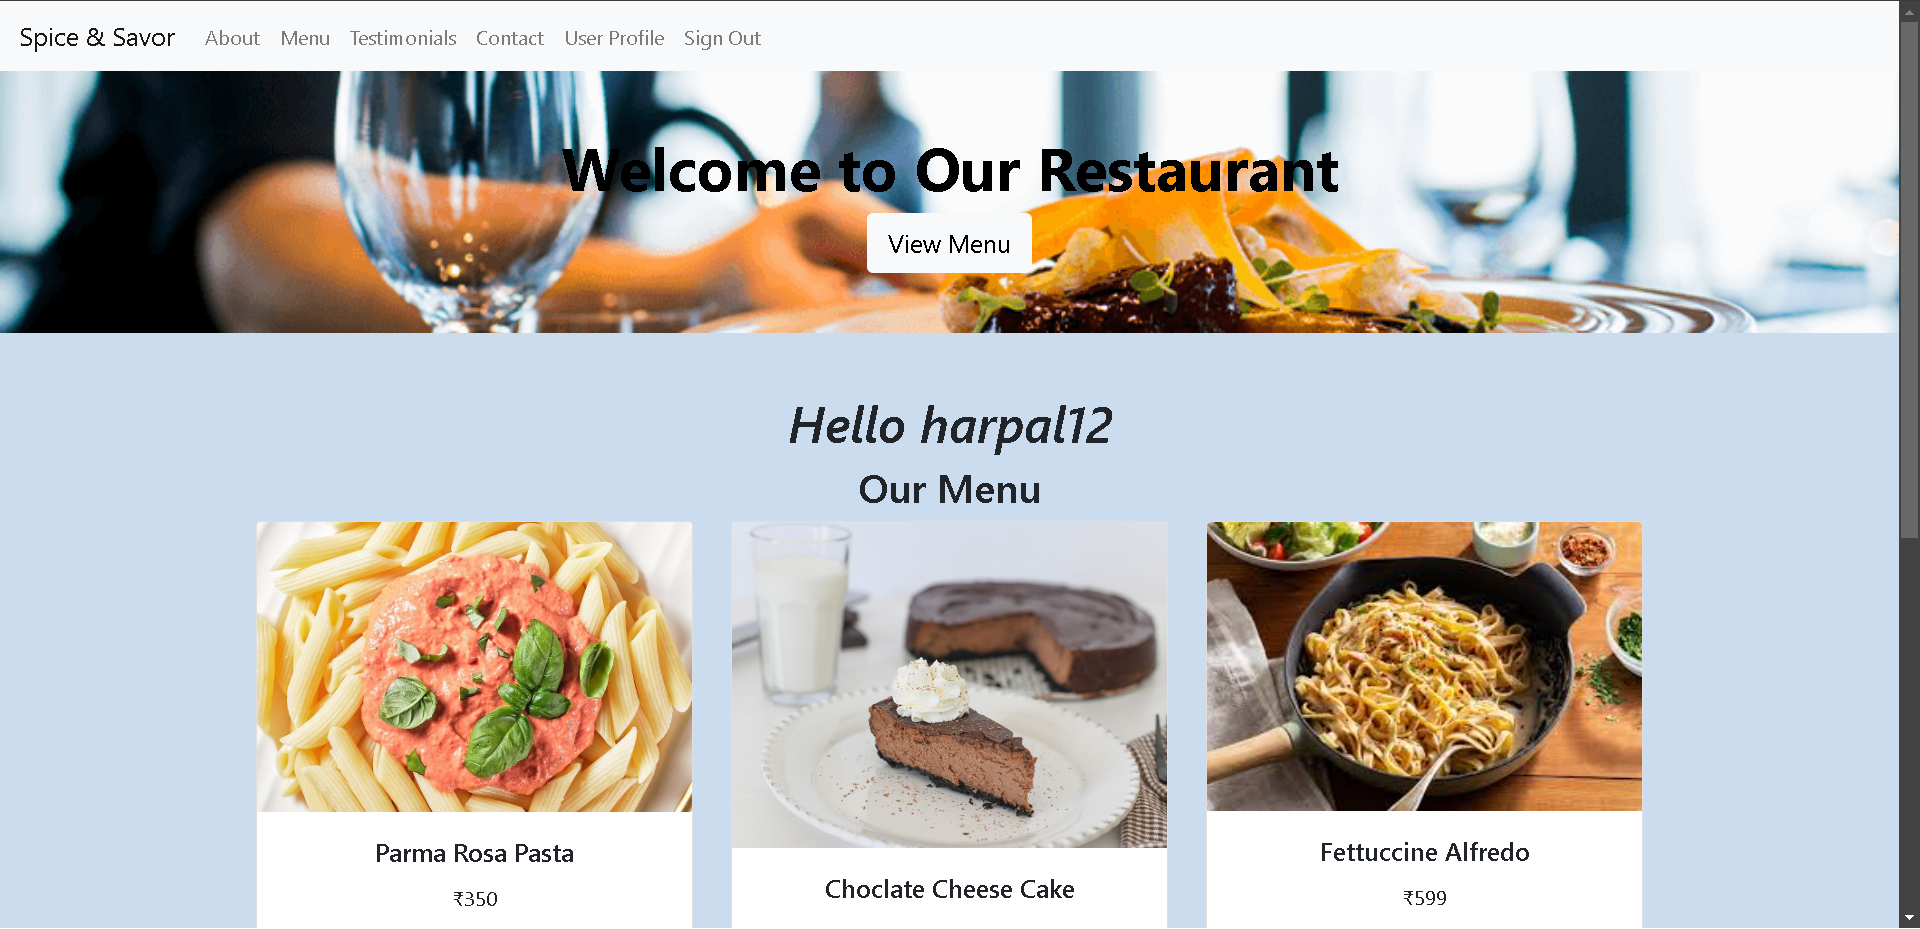 Spice & Savor About Menu Testimonials Contact User Profile Sign Out
Welcome to Our Restaurant
View Menu
Hello harpal12
Our Menu
Parma Rosa Pasta
₹350
Choclate Cheese Cake
Fettuccine Alfredo
₹599